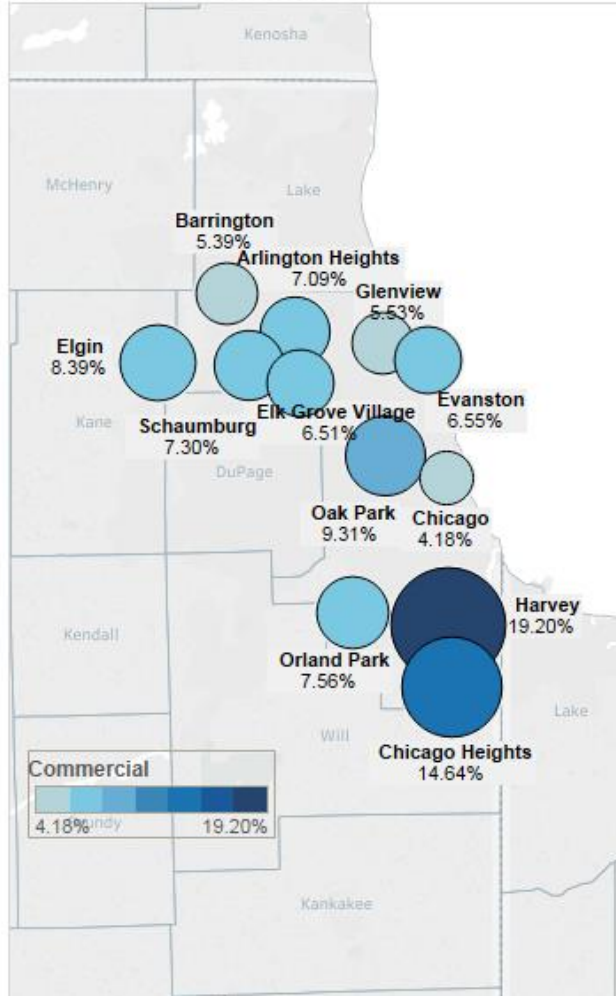 Kenosha
McHenry
Lake
Barrington
5.39%
Arlington Heights
7.09%
Glenview
5.53%
Elgin
8.39%
Evanston
6.55%
Elk Grove Village
6.51%
Schaumburg
7.30%
Kane
DuPage
Oak Park
9.31%
Chicago
4.18%
Harvey
19.20%
Kendall
Orland Park
7.56%
Lake
Will
Chicago Heights
14.64%
Commercial
4.18%
19.20%
Kankakee